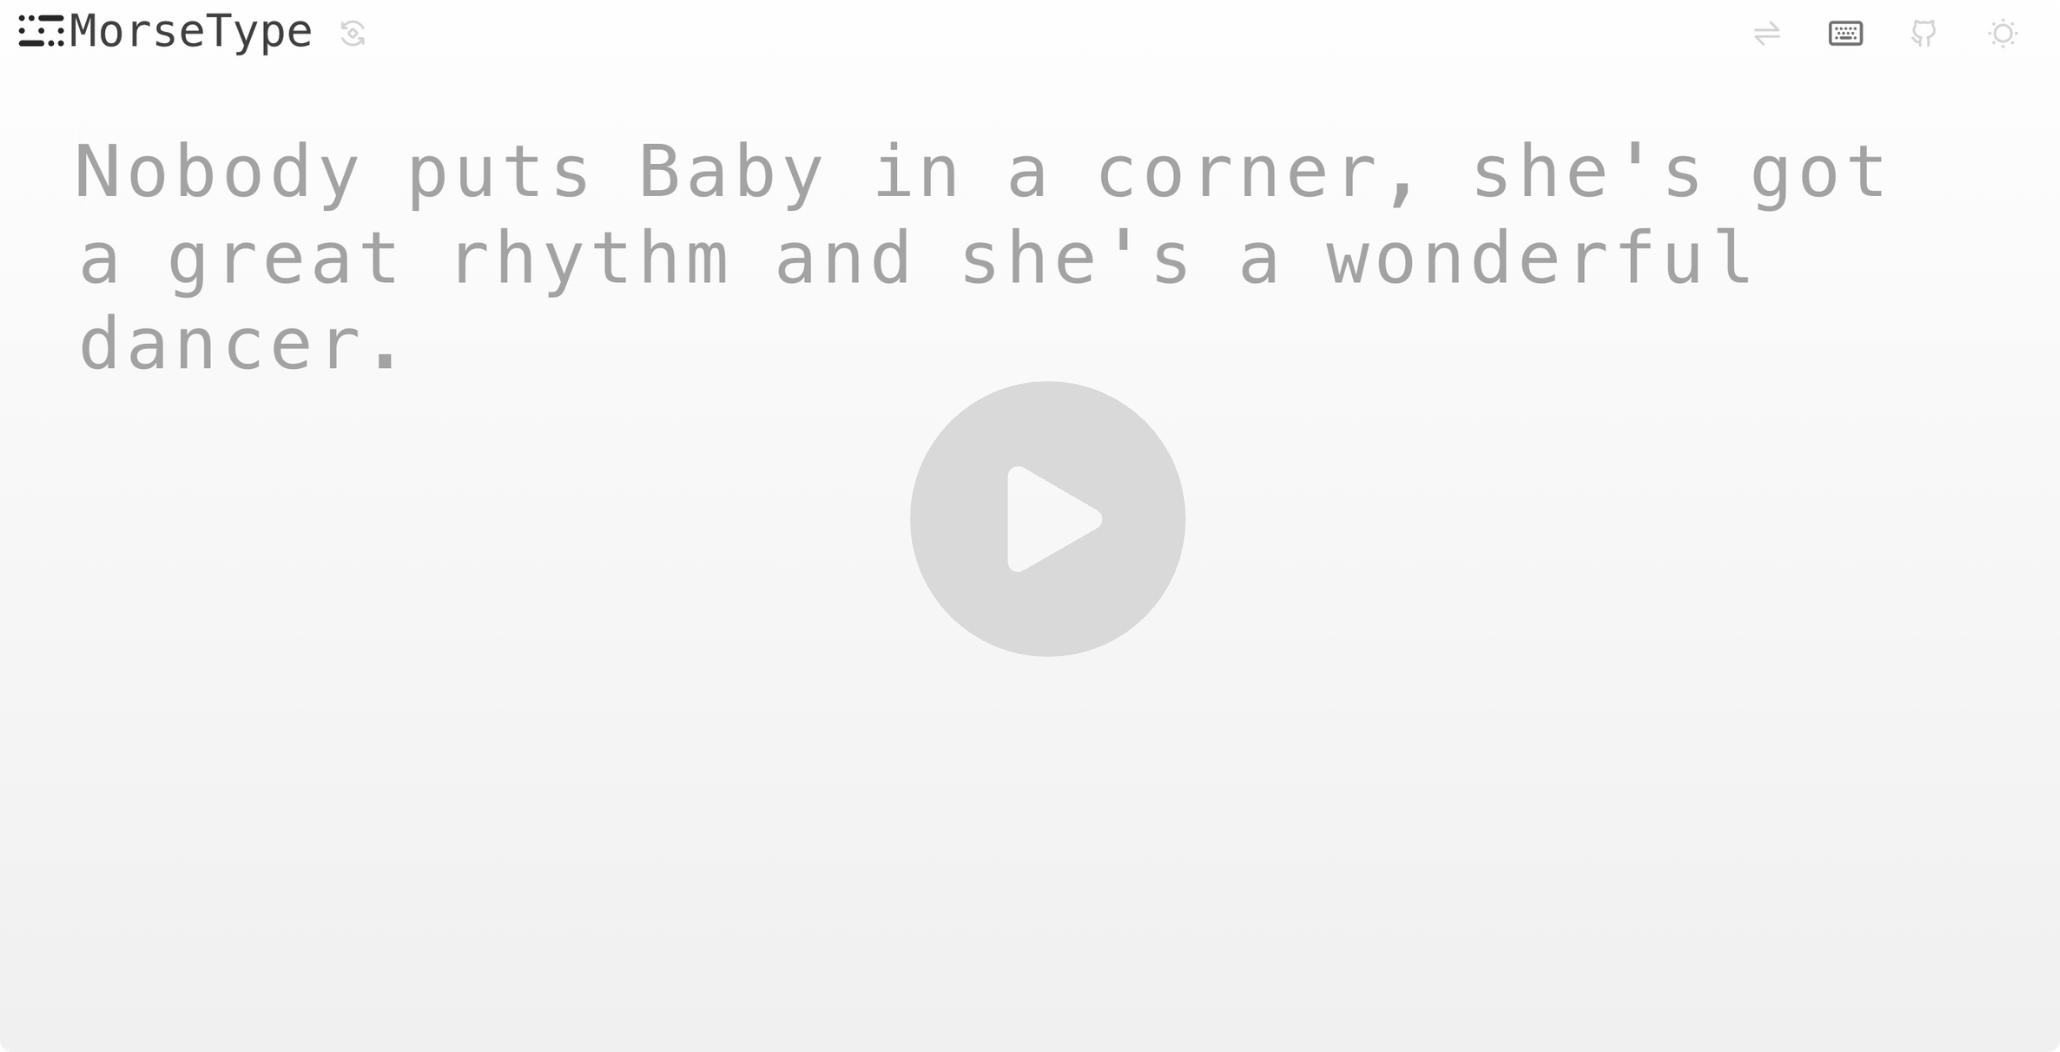 MorseType
Nobody puts Baby in a corner, she's got
a great rhythm and she's a wonderful
dancer.